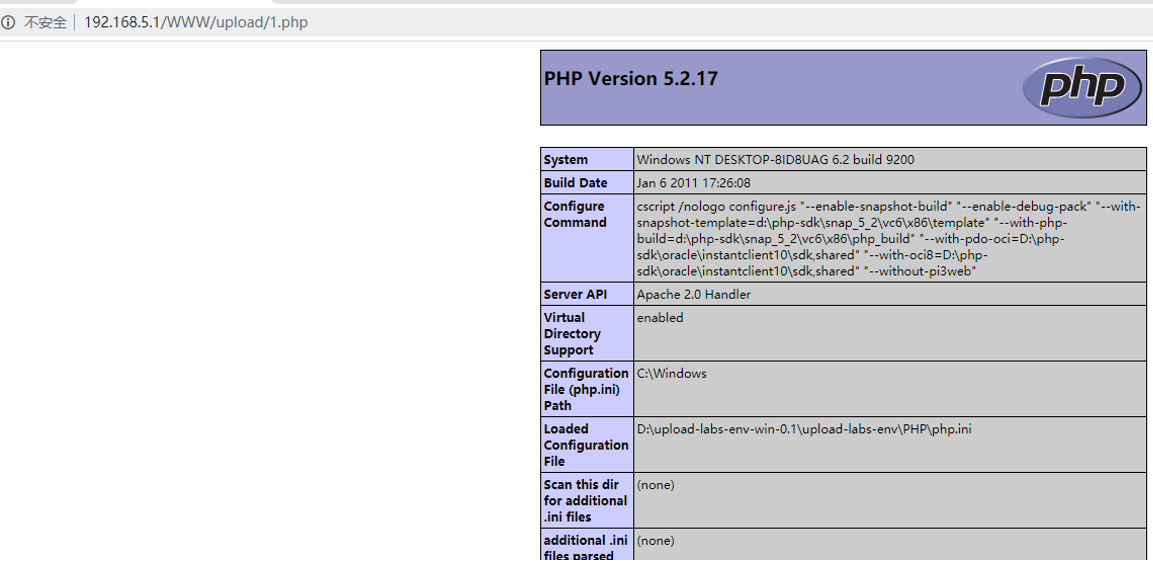 不安全 192.168.5.1/WWW/upload/1.php
PHP Version 5.2.17
php
System Windows NT DESKTOP-8ID8UAG 6.2 build 9200
Build Date Jan 6 2011 17:26:08
Configure cscript /nologo configure.js "--enable-snapshot-build" "--enable-debug-pack" "--with-
Command snapshot-template=d:\php-sdk\snap_5_2\vc6\x86\template" "--with-php-
build=d:\php-sdk\snap_5_2\vc6\x86\php_build" "--with-pdo-oci=D:\php-
sdk\oracle\instantclient10\sdk,shared" "--with-oci8=D:\php-
sdk\oracle\instantclient10\sdk,shared" "--without-pi3web"
Server API Apache 2.0 Handler
Virtual enabled
Directory
Support
Configuration C:\Windows
File (php.ini)
Path
Loaded D:\upload-labs-env-win-0.1\upload-labs-env\PHP\php.ini
Configuration
File
Scan this dir (none)
for additional
.ini files
additional .ini (none)
files parsed